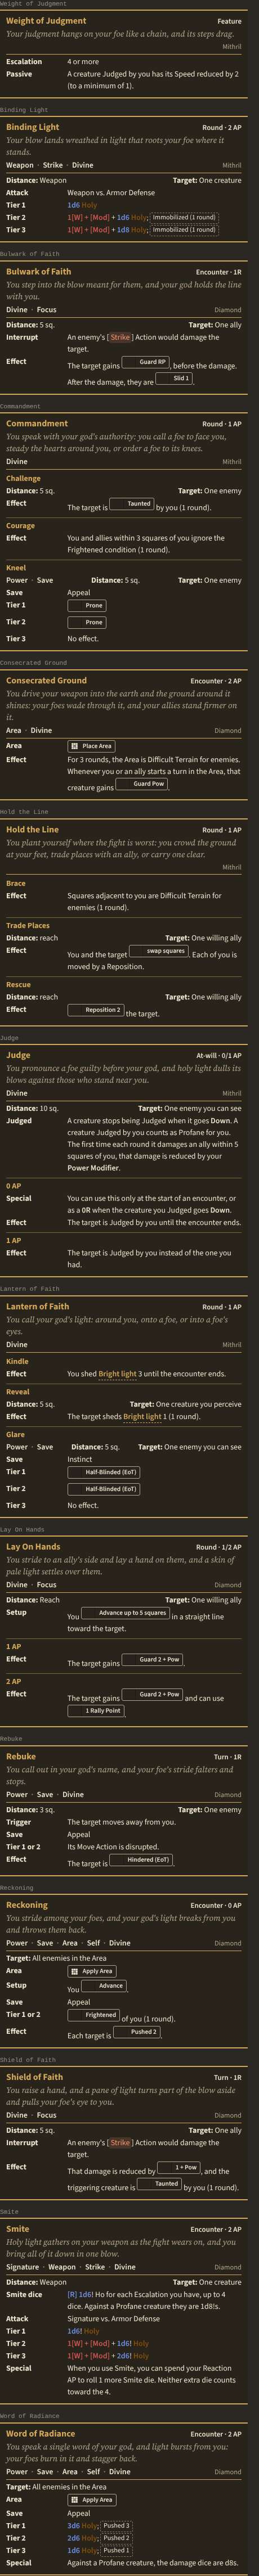 Weight of Judgment
Weight of Judgment Feature
Your judgment hangs on your foe like a chain, and its steps drag.
Mithril
Escalation 4 or more
Passive A creature Judged by you has its Speed reduced by 2
(to a minimum of 1).
Binding Light
Binding Light Round · 2 AP
Your blow lands wreathed in light that roots your foe where it
stands.
Weapon · Strike · Divine Mithril
Distance: Weapon Target: One creature
Attack Weapon vs. Armor Defense
Tier 1 1d6 Holy
Tier 2 1[W] + [Mod] + 1d6 Holy; Immobilized (1 round)
Tier 3 1[W] + [Mod] + 1d8 Holy; Immobilized (1 round)
Bulwark of Faith
Bulwark of Faith Encounter · 1R
You step into the blow meant for them, and your god holds the line
with you.
Divine · Focus Diamond
Distance: 5 sq. Target: One ally
Interrupt An enemy's [Strike] Action would damage the
target.
Effect The target gains Guard RP, before the damage.
After the damage, they are Slid 1.
Commandment
Commandment Round · 1 AP
You speak with your god's authority: you call a foe to face you,
steady the hearts around you, or order a foe to its knees.
Divine Mithril
Challenge
Distance: 5 sq. Target: One enemy
Effect The target is Taunted by you (1 round).
Courage
Effect You and allies within 3 squares of you ignore the
Frightened condition (1 round).
Kneel
Power · Save Distance: 5 sq. Target: One enemy
Save Appeal
Tier 1 Prone
Tier 2 Prone
Tier 3 No effect.
Consecrated Ground
Consecrated Ground Encounter · 2 AP
You drive your weapon into the earth and the ground around it
shines: your foes wade through it, and your allies stand firmer on
it.
Area · Divine Diamond
Area Place Area
Effect For 3 rounds, the Area is Difficult Terrain for enemies.
Whenever you or an ally starts a turn in the Area, that
creature gains Guard Pow.
Hold the Line
Hold the Line Round · 1 AP
You plant yourself where the fight is worst: you crowd the ground
at your feet, trade places with an ally, or carry one clear.
Mithril
Brace
Effect Squares adjacent to you are Difficult Terrain for
enemies (1 round).
Trade Places
Distance: reach Target: One willing ally
Effect You and the target swap squares. Each of you is
moved by a Reposition.
Rescue
Distance: reach Target: One willing ally
Effect Reposition 2 the target.
Judge
Judge At-will · 0/1 AP
You pronounce a foe guilty before your god, and holy light dulls its
blows against those who stand near you.
Divine Mithril
Distance: 10 sq. Target: One enemy you can see
Judged A creature stops being Judged when it goes Down. A
creature Judged by you counts as Profane for you.
The first time each round it damages an ally within 5
squares of you, that damage is reduced by your
Power Modifier.
0 AP
Special You can use this only at the start of an encounter, or
as a 0R when the creature you Judged goes Down.
Effect The target is Judged by you until the encounter ends.
1 AP
Effect The target is Judged by you instead of the one you
had.
Lantern of Faith
Lantern of Faith Round · 1 AP
You call your god's light: around you, onto a foe, or into a foe's
eyes.
Divine Mithril
Kindle
Effect You shed Bright light 3 until the encounter ends.
Reveal
Distance: 5 sq. Target: One creature you perceive
Effect The target sheds Bright light 1 (1 round).
Glare
Power · Save Distance: 5 sq. Target: One enemy you can see
Save Instinct
Tier 1 Half-Blinded (EoT)
Tier 2 Half-Blinded (EoT)
Tier 3 No effect.
Lay On Hands
Lay On Hands Round · 1/2 AP
You stride to an ally's side and lay a hand on them, and a skin of
pale light settles over them.
Divine · Focus Diamond
Distance: Reach Target: One willing ally
Setup You Advance up to 5 squares in a straight line
toward the target.
1 AP
Effect The target gains Guard 2 + Pow.
2 AP
Effect The target gains Guard 2 + Pow and can use
1 Rally Point.
Rebuke
Rebuke Turn · 1R
You call out in your god's name, and your foe's stride falters and
stops.
Power · Save · Divine Mithril
Distance: 3 sq. Target: One enemy
Trigger The target moves away from you.
Save Appeal
Tier 1 or 2 Its Move Action is disrupted.
Effect The target is Hindered (EoT).
Reckoning
Reckoning Encounter · 0 AP
You stride among your foes, and your god's light breaks from you
and throws them back.
Power · Save · Area · Self · Divine Diamond
Target: All enemies in the Area
Area Apply Area
Setup You Advance.
Save Appeal
Tier 1 or 2 Frightened of you (1 round).
Effect Each target is Pushed 2.
Shield of Faith
Shield of Faith Turn · 1R
You raise a hand, and a pane of light turns part of the blow aside
and pulls your foe's eye to you.
Divine · Focus Diamond
Distance: 5 sq. Target: One ally
Interrupt An enemy's [Strike] Action would damage the
target.
Effect That damage is reduced by 1 + Pow, and the
triggering creature is Taunted by you (1 round).
Smite
Smite Encounter · 2 AP
Holy light gathers on your weapon as the fight wears on, and you
bring all of it down in one blow.
Signature · Weapon · Strike · Divine Diamond
Distance: Weapon Target: One creature
Smite dice [R] 1d6! Ho for each Escalation you have, up to 4
dice. Against a Profane creature they are 1d8!s.
Attack Signature vs. Armor Defense
Tier 1 1d6! Holy
Tier 2 1[W] + [Mod] + 1d6! Holy
Tier 3 1[W] + [Mod] + 2d6! Holy
Special When you use Smite, you can spend your Reaction
AP to roll 1 more Smite die. Neither extra die counts
toward the 4.
Word of Radiance
Word of Radiance Encounter · 2 AP
You speak a single word of your god, and light bursts from you:
your foes burn in it and stagger back.
Power · Save · Area · Self · Divine Diamond
Target: All enemies in the Area
Area Apply Area
Save Appeal
Tier 1 3d6 Holy; Pushed 3
Tier 2 2d6 Holy; Pushed 2
Tier 3 1d6 Holy; Pushed 1
Special Against a Profane creature, the damage dice are d8s.